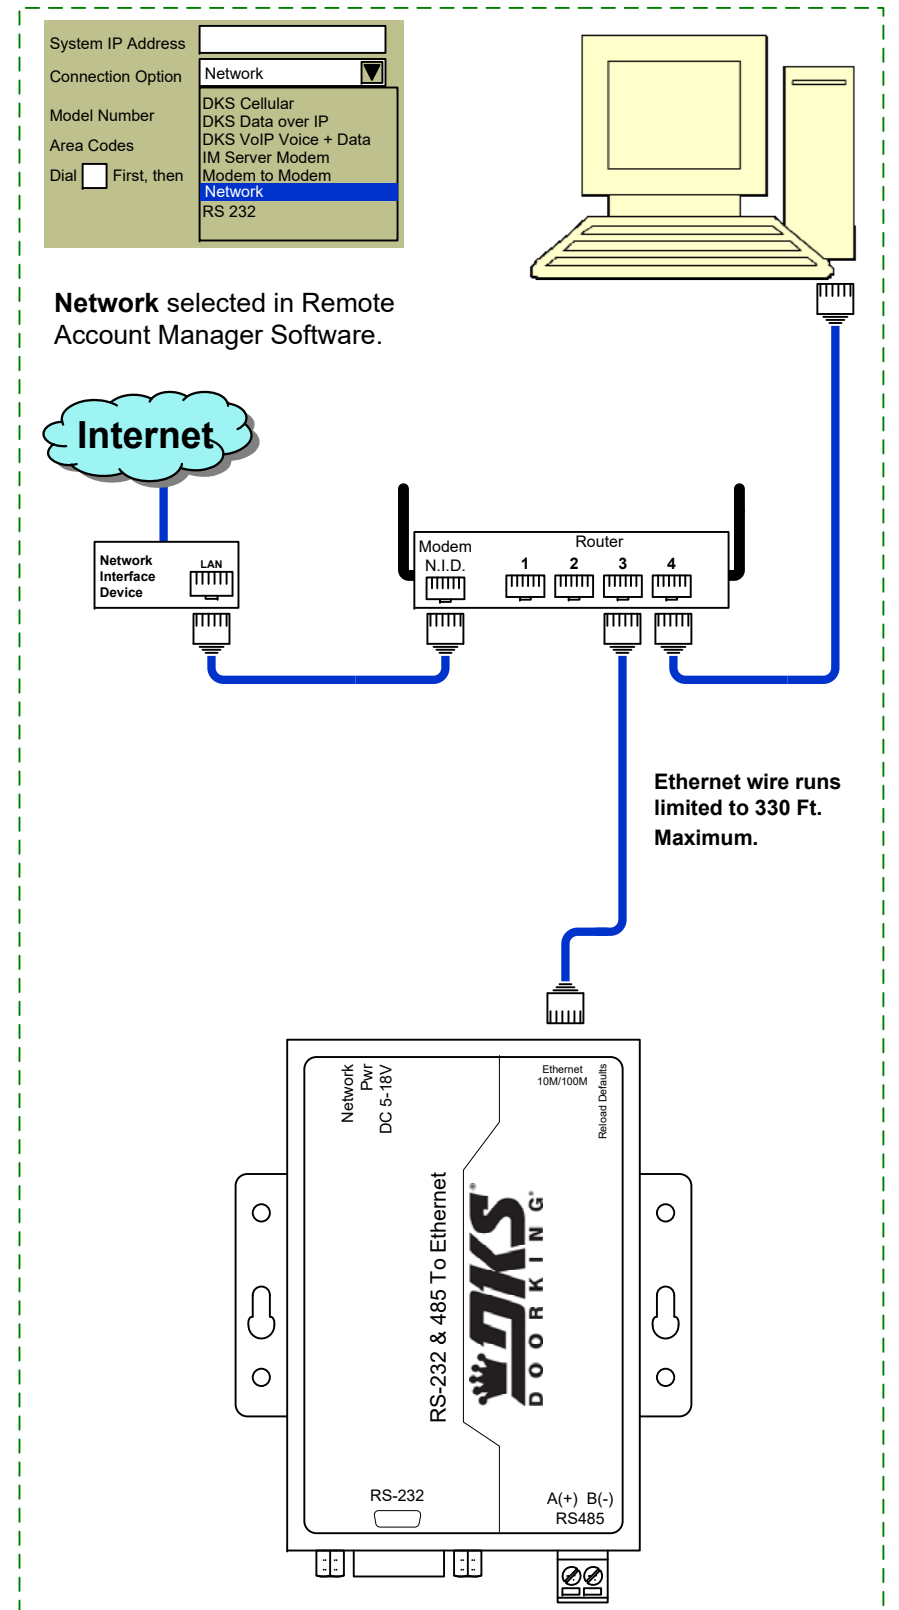 System IP Address
Connection Option Network
Model Number
Area Codes
Dial First, then
DKS Cellular
DKS Data over IP
DKS VoIP Voice + Data
IM Server Modem
Modem to Modem
Network
RS 232
Network selected in Remote
Account Manager Software.
Internet
Network
Interface
Device
LAN
Modem
N.I.D.
Router
1 2 3 4
Ethernet wire runs
limited to 330 Ft.
Maximum.
Network
Pwr
DC 5-18V
Ethernet
10M/100M
Reload Defaults
RS-232 & 485 To Ethernet
DKS®
DOORKING®
RS-232
A(+) B(-)
RS485